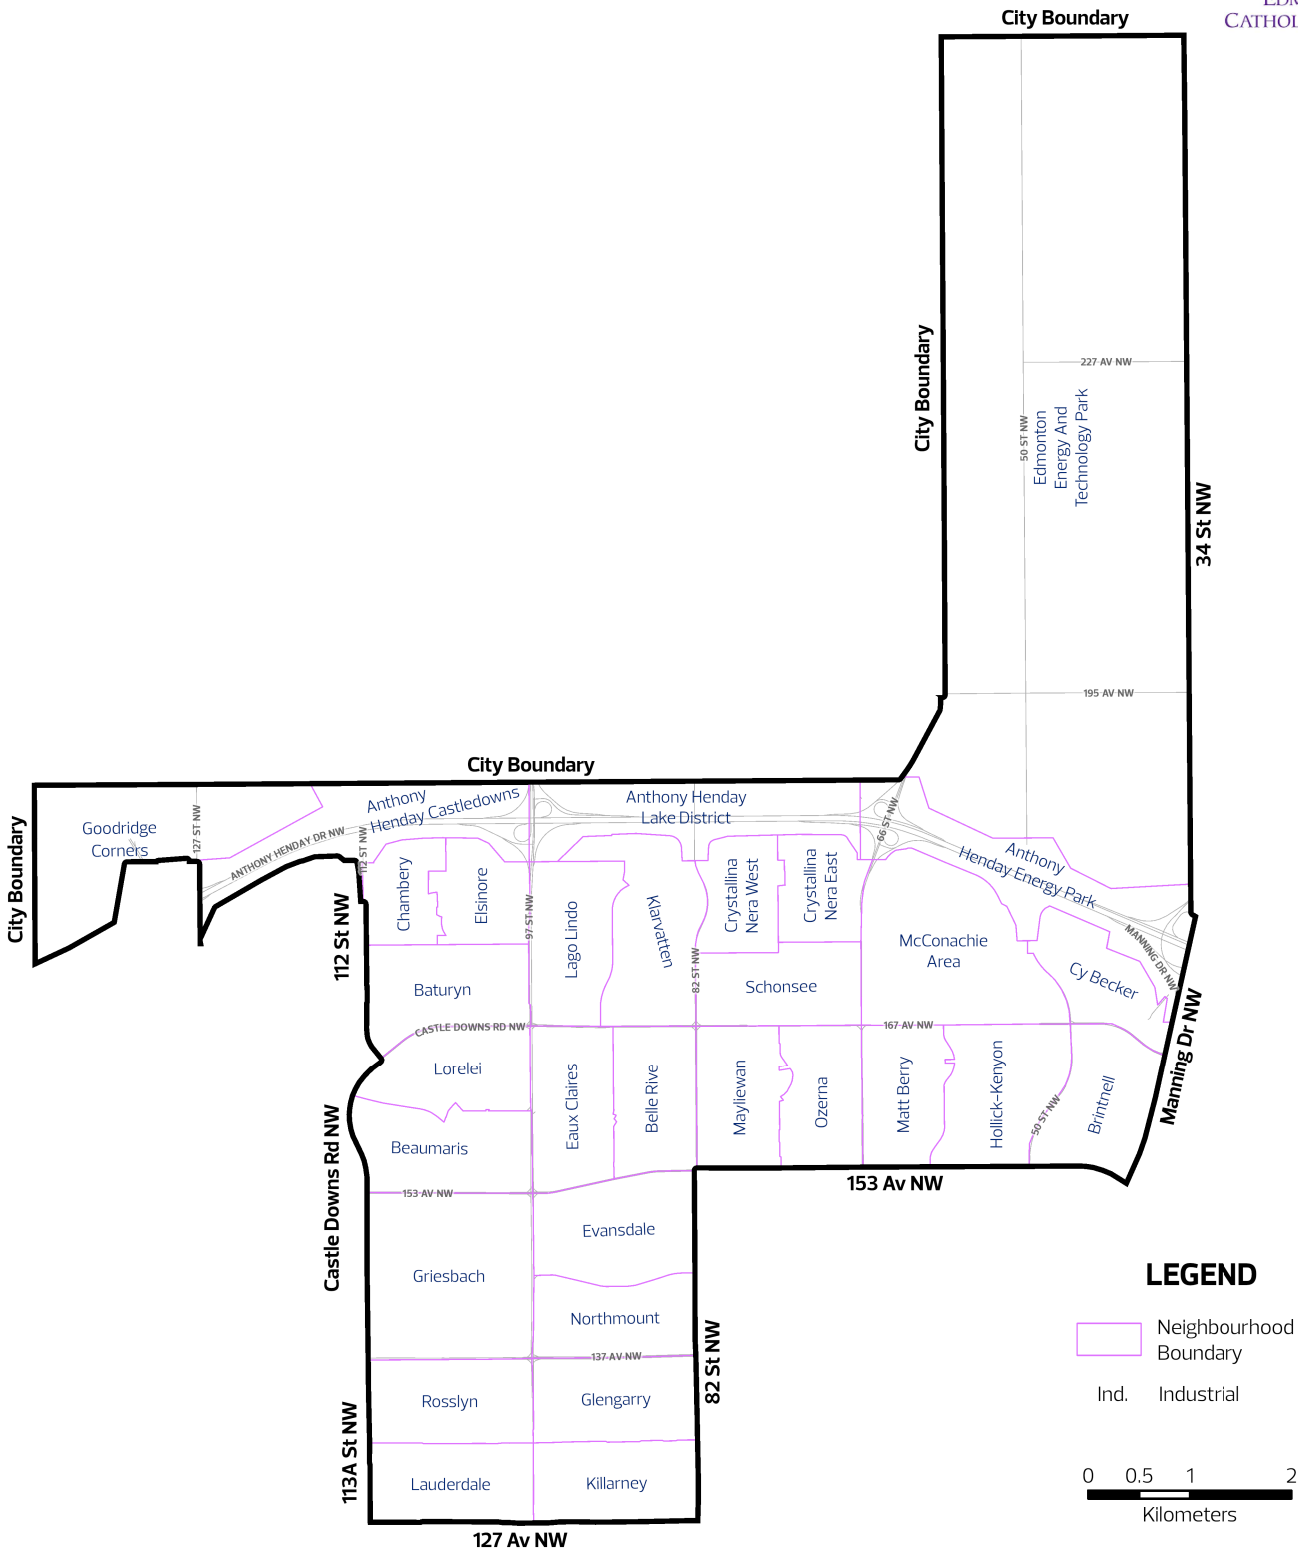 City Boundary
CATHOL
City Boundary
227 AV NW
50 ST NW
Edmonton
Energy And
Technology Park
34 St NW
195 AV NW
City Boundary
Anthony
Henday Castledowns
Anthony Henday
Lake District
66 ST NW
Goodridge
Corners
127 ST NW
ANTHONY HENDAY DR NW
112 ST NW
City Boundary
Anthony
Henday Energy Park
Chambery
Elsinore
97 ST NW
Lago Lindo
Klarvatten
Crystallina
Nera West
Crystallina
Nera East
112 St NW
McConachie
Area
MANNING DR NW
Cy Becker
Baturyn
82 ST NW
Schonsee
CASTLE DOWNS RD NW
167 AV NW
Manning Dr NW
Lorelei
Eaux Claires
Belle Rive
Mayliewan
Ozerna
Matt Berry
Hollick-Kenyon
50 ST NW
Brintnell
Castle Downs Rd NW
Beaumaris
153 AV NW
153 Av NW
Evansdale
Griesbach
Northmount
137 AV NW
82 St NW
Rosslyn
Glengarry
113A St NW
Lauderdale
Killarney
127 Av NW
LEGEND
Neighbourhood
Boundary
Ind. Industrial
0 0.5 1 2
Kilometers